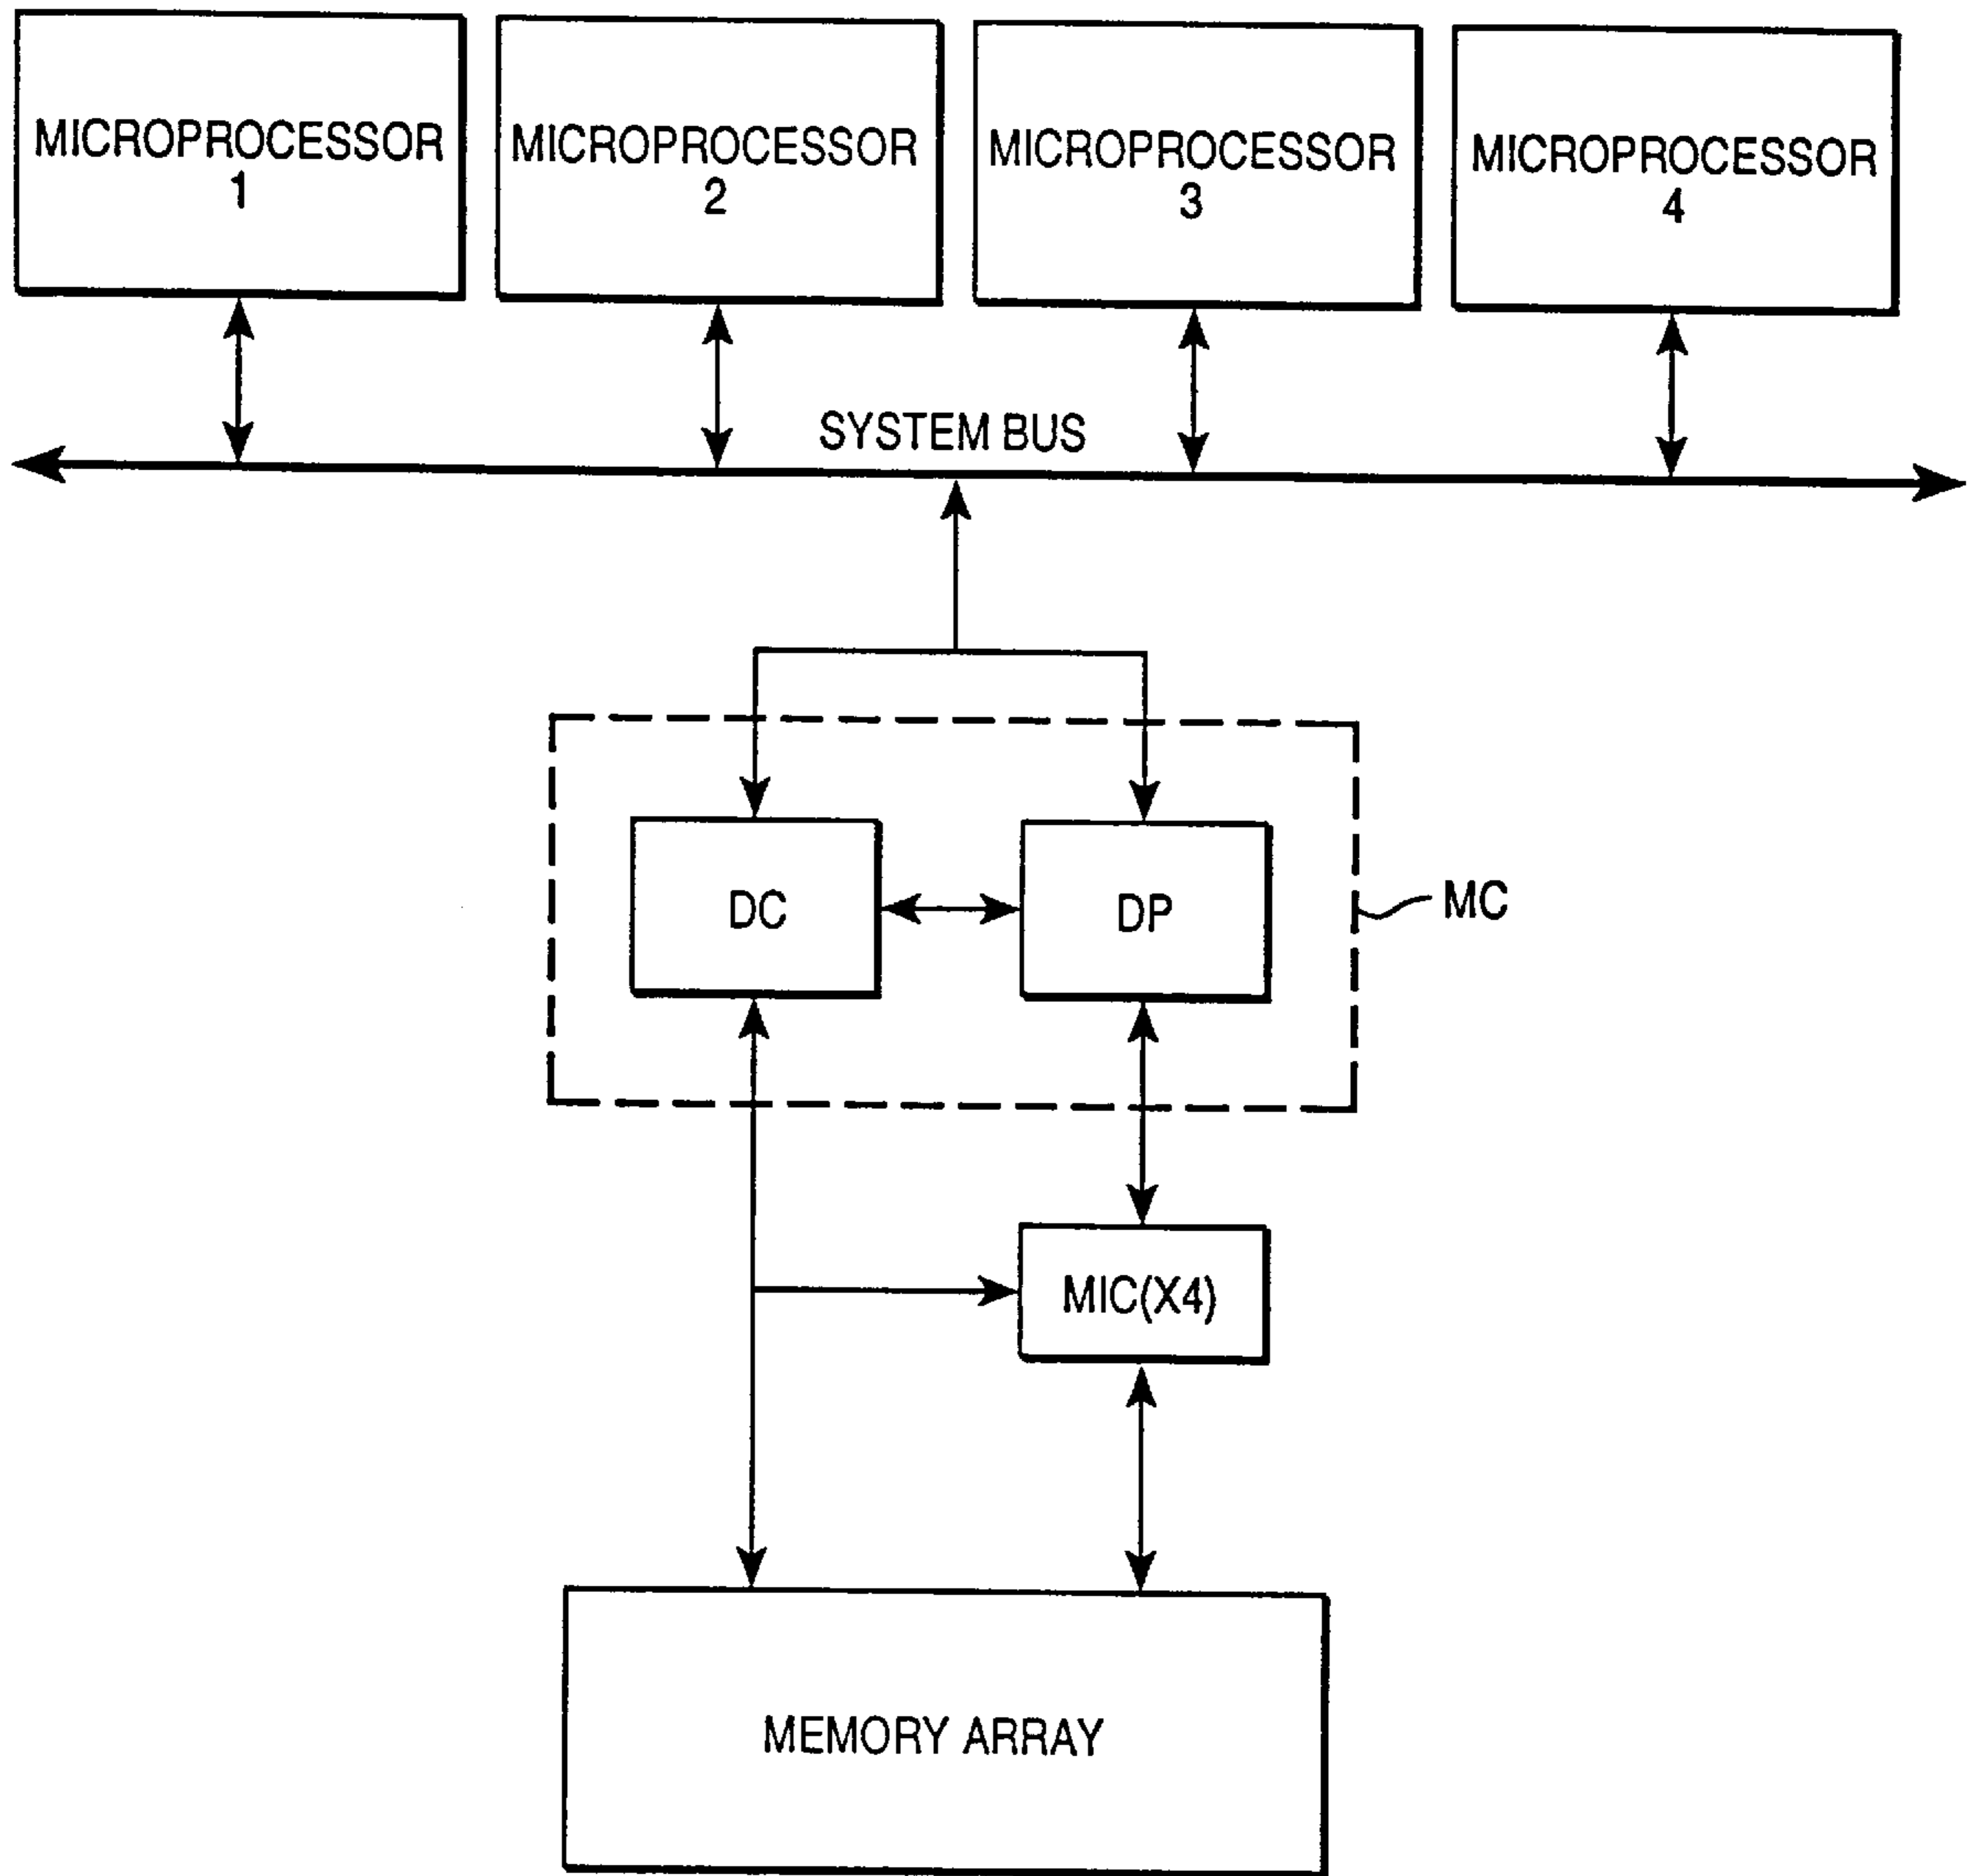 MICROPROCESSOR
1
MICROPROCESSOR
2
MICROPROCESSOR
3
MICROPROCESSOR
4
SYSTEM BUS
DC
DP
MC
MIC(X4)
MEMORY ARRAY